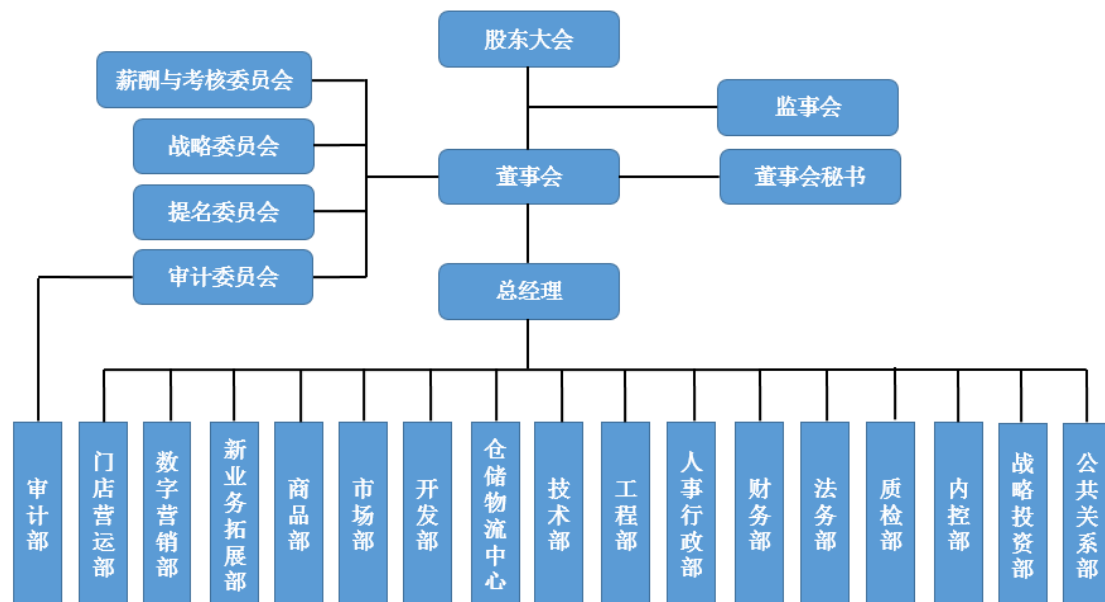 股东大会
薪酬与考核委员会
监事会
战略委员会
董事会
董事会秘书
提名委员会
审计委员会
总经理
审计部
门店营运部
数字营销部
新业务拓展部
商品部
市场部
开发部
仓储物流中心
技术部
工程部
人事行政部
财务部
法务部
质检部
内控部
战略投资部
公共关系部